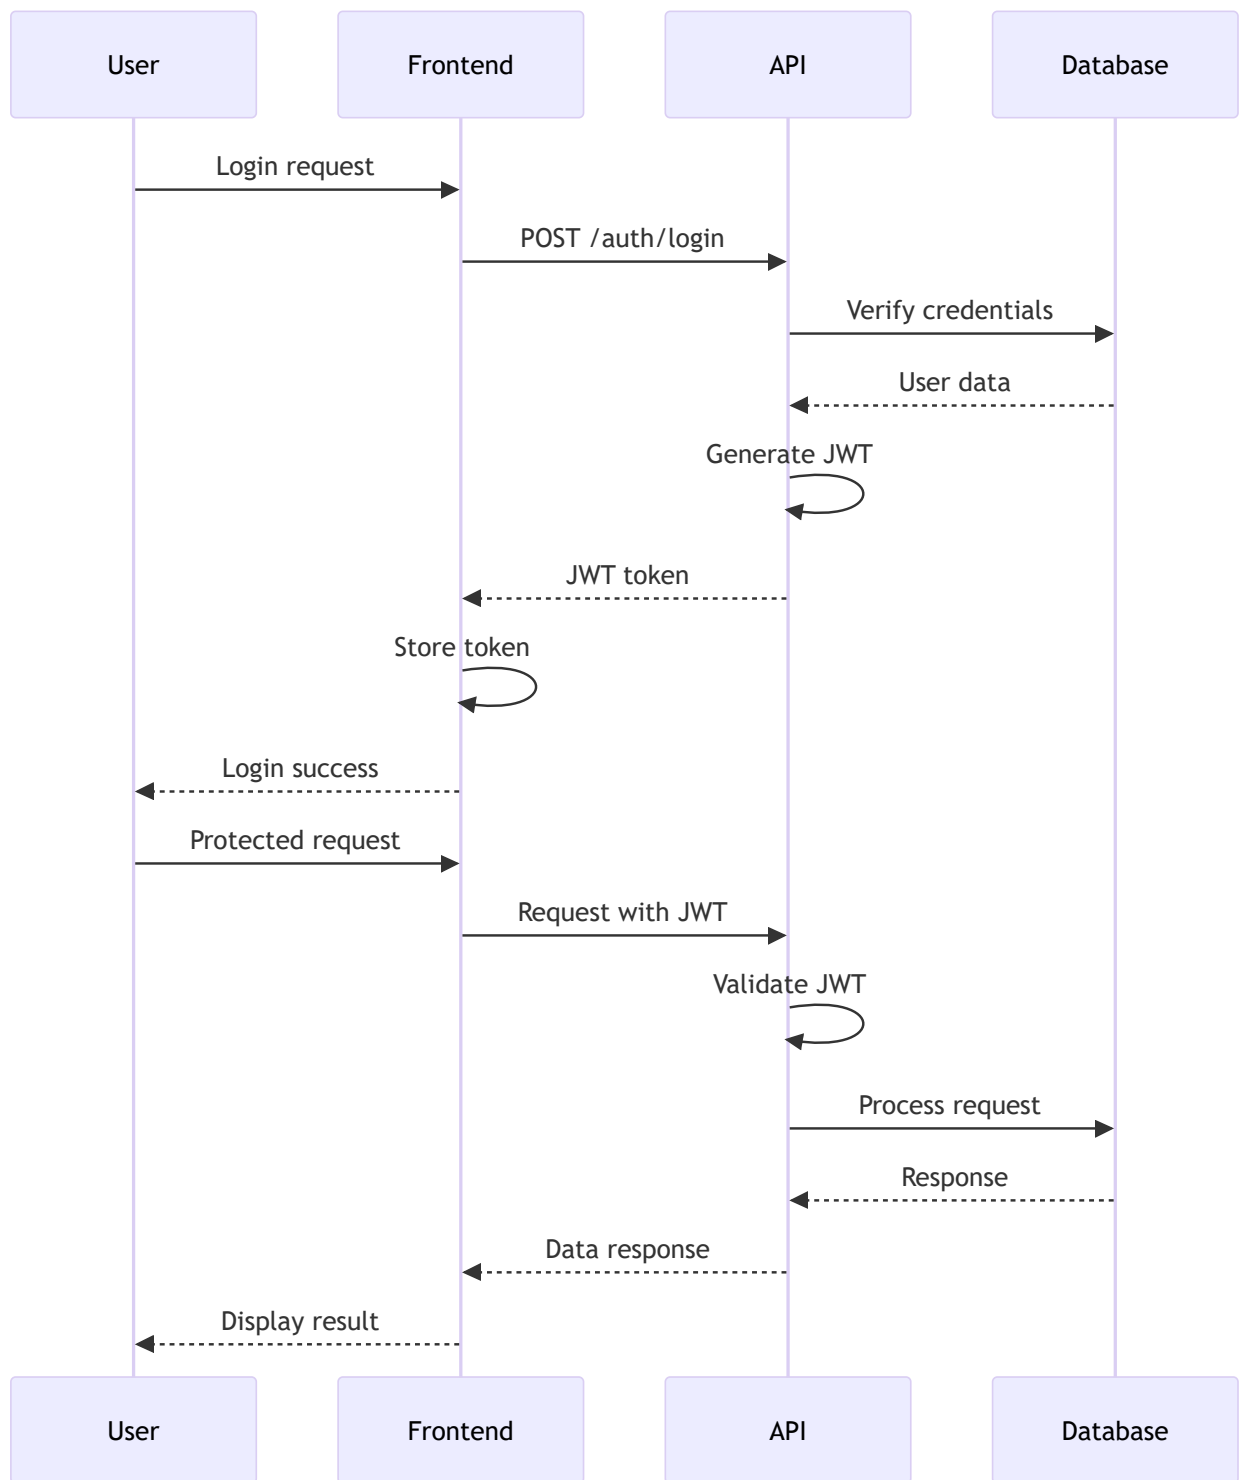 User
Frontend
API
Database
Login request
POST /auth/login
Verify credentials
User data
Generate JWT
JWT token
Store token
Login success
Protected request
Request with JWT
Validate JWT
Process request
Response
Data response
Display result
User
Frontend
API
Database